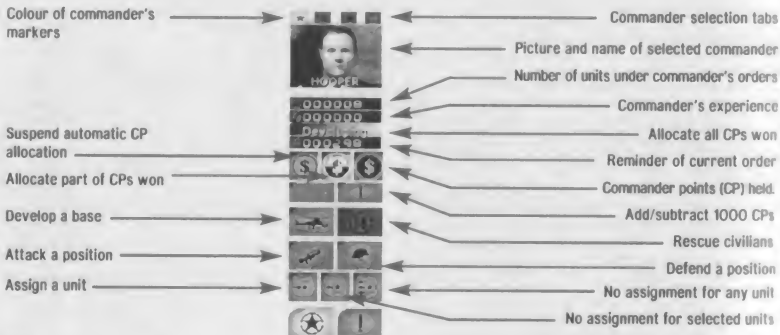 Colour of commander's
markers
Suspend automatic CP
allocation
Allocate part of CPs won
Develop a base
Attack a position
Assign a unit
HOOPER
Commander selection tabs
Picture and name of selected commander
Number of units under commander's orders
Commander's experience
Allocate all CPs won
Reminder of current order
Commander points (CP) held.
Add/subtract 1000 CPs
Rescue civilians
Defend a position
No assignment for any unit
No assignment for selected units